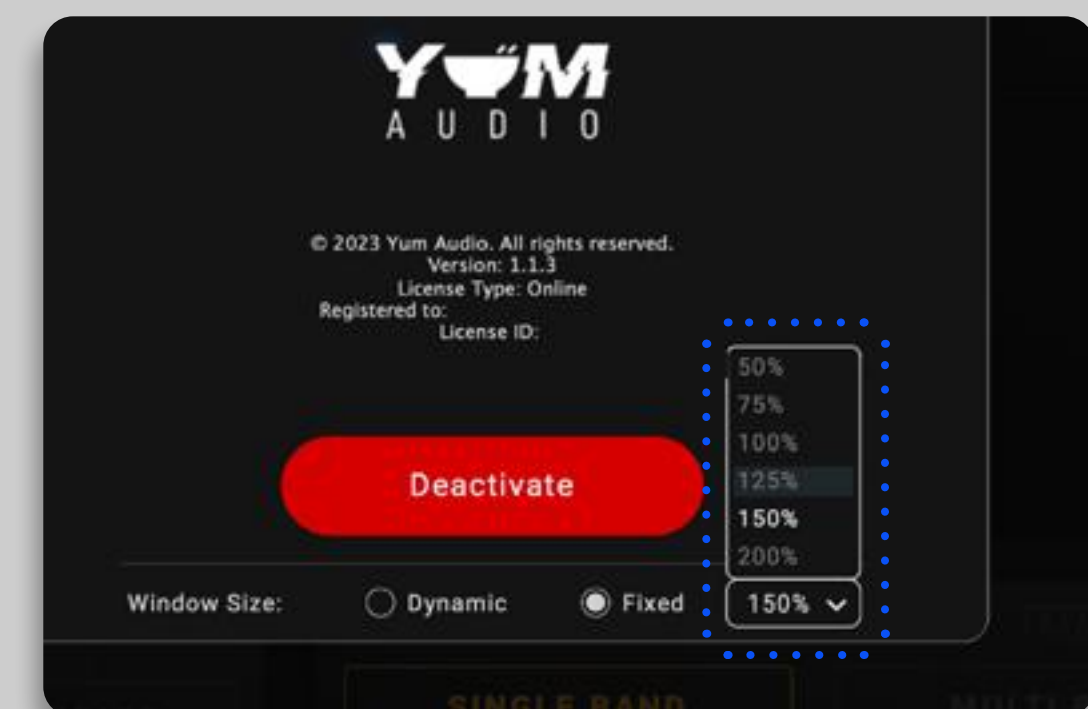 YUM
AUDIO
© 2023 Yum Audio. All rights reserved.
Version: 1.1.3
License Type: Online
Registered to:
License ID:
50%
75%
100%
125%
150%
200%
Deactivate
Window Size: Dynamic Fixed 150%
SINGLE BAND